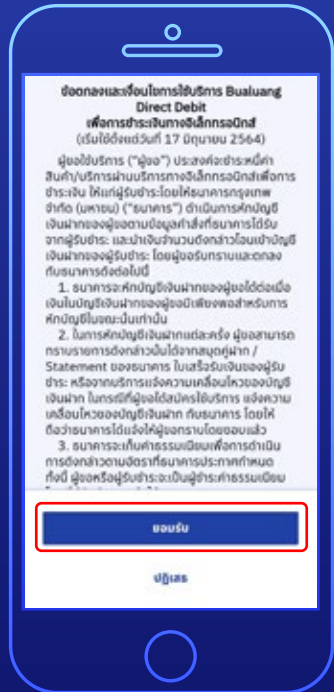 ข้อตกลงและเงื่อนไขการใช้บริการ Bualuang
Direct Debit
เพื่อการชำระเงินทางอิเล็กทรอนิกส์
(เริ่มใช้ตั้งแต่วันที่ 17 มิถุนายน 2564)
ผู้ขอใช้บริการ ("ผู้ขอ") ประสงค์จะชำระหนี้ค่า
สินค้า/บริการผ่านบริการทางอิเล็กทรอนิกส์เพื่อการ
ชำระเงิน ให้แก่ผู้รับชำระโดยให้ธนาคารกรุงเทพ
จำกัด (มหาชน) ("ธนาคาร") ดำเนินการหักบัญชี
เงินฝากของผู้ขอตามข้อมูลคำสั่งที่ธนาคารได้รับ
จากผู้รับชำระ และนำเงินจำนวนดังกล่าวโอนเข้าบัญชี
เงินฝากของผู้รับชำระ โดยผู้ขอรับทราบและตกลง
กับธนาคารดังต่อไปนี้
1. ธนาคารจะหักบัญชีเงินฝากของผู้ขอได้ต่อเมื่อ
เงินในบัญชีเงินฝากของผู้ขอมีเพียงพอสำหรับการ
หักบัญชีในขณะนั้นเท่านั้น
2. ในการหักบัญชีเงินฝากแต่ละครั้ง ผู้ขอสามารถ
ทราบรายการดังกล่าวนั้นได้จากสมุดคู่ฝาก /
Statement ของธนาคาร ใบเสร็จรับเงินของผู้รับ
ชำระ หรือจากบริการแจ้งความเคลื่อนไหวของบัญชี
เงินฝาก ในกรณีที่ผู้ขอได้สมัครใช้บริการ แจ้งความ
เคลื่อนไหวของบัญชีเงินฝาก กับธนาคาร โดยให้
ถือว่าธนาคารได้แจ้งให้ผู้ขอทราบโดยชอบแล้ว
3. ธนาคารจะเก็บค่าธรรมเนียมเพื่อการดำเนิน
การดังกล่าวตามอัตราที่ธนาคารประกาศกำหนด
ทั้งนี้ ผู้ขอหรือผู้รับชำระจะเป็นผู้ชำระค่าธรรมเนียม
ยอมรับ
ปฏิเสธ